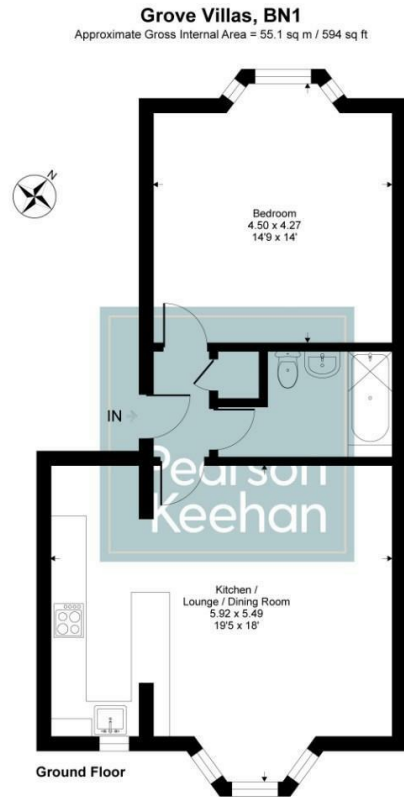 Grove Villas, BN1
Approximate Gross Internal Area = 55.1 sq m / 594 sq ft
N
Bedroom
4.50 x 4.27
14'9 x 14'
IN
Pearson
Keehan
Kitchen /
Lounge / Dining Room
5.92 x 5.49
19'5 x 18'
Ground Floor